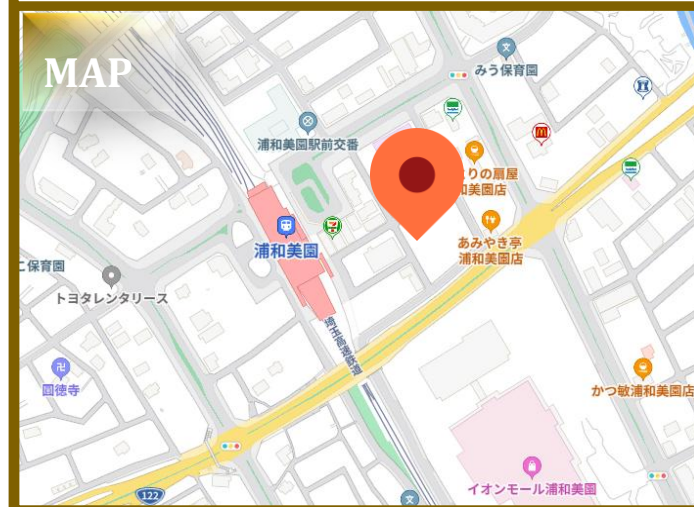 MAP
みう保育園
浦和美園駅前交番
とりの扇屋
浦和美園店
浦和美園
あみやき亭
浦和美園店
こ保育園
トヨタレンタリース
埼玉高速鉄道
圓徳寺
かつ敏浦和美園店
イオンモール浦和美園
122